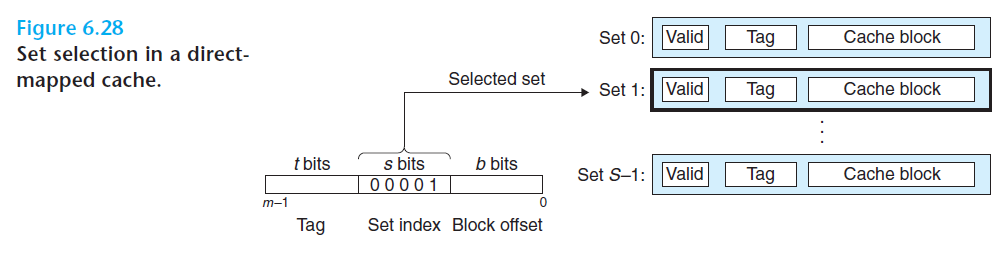 Figure 6.28
Set selection in a direct-
mapped cache.
Set 0: Valid Tag Cache block
Selected set
Set 1: Valid Tag Cache block
. . .
t bits s bits b bits
Set S–1: Valid Tag Cache block
0 0 0 0 1
m–1 0
Tag Set index Block offset